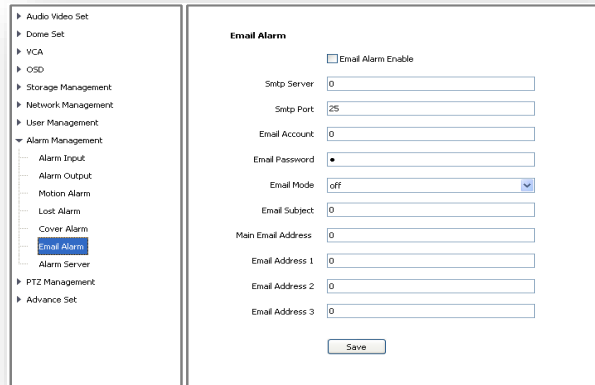 Audio Video Set
Dome Set
VCA
OSD
Storage Management
Network Management
User Management
Alarm Management
Alarm Input
Alarm Output
Motion Alarm
Lost Alarm
Cover Alarm
Email Alarm
Alarm Server
PTZ Management
Advance Set
Email Alarm
Email Alarm Enable
Smtp Server 0
Smtp Port 25
Email Account 0
Email Password •
Email Mode off
Email Subject 0
Main Email Address 0
Email Address 1 0
Email Address 2 0
Email Address 3 0
Save